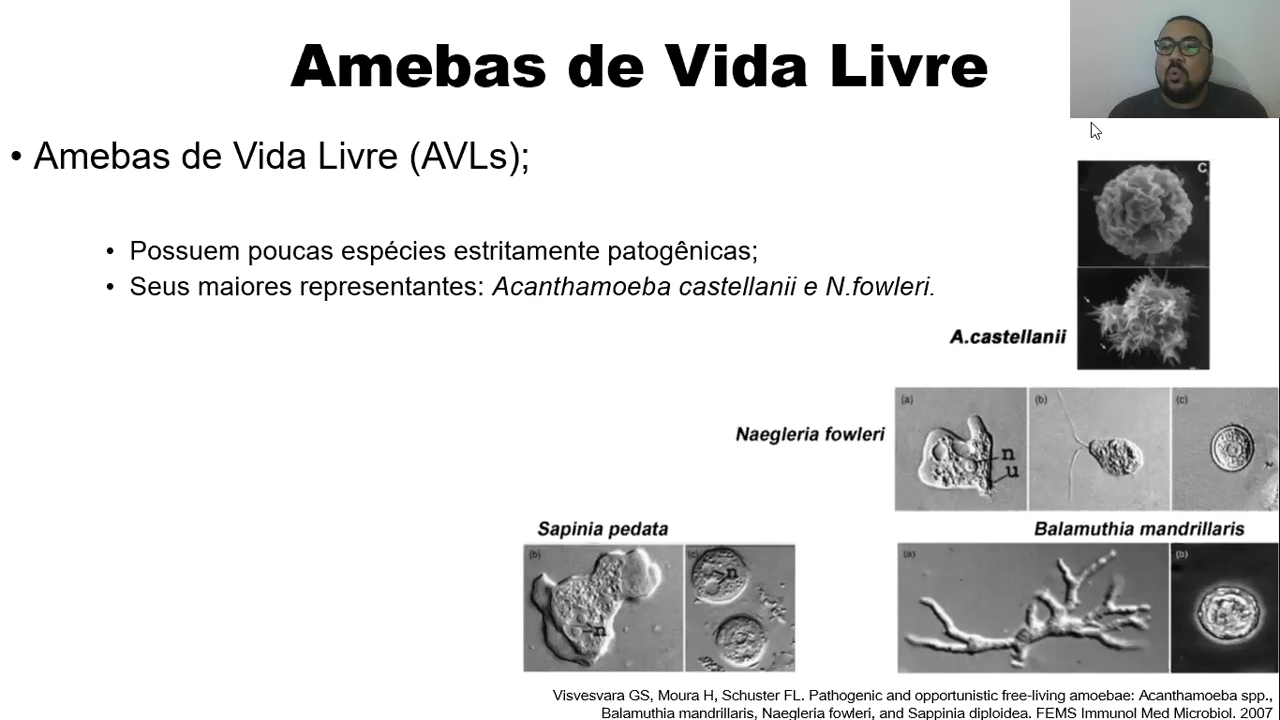 Amebas de Vida Livre
• Amebas de Vida Livre (AVLs);
• Possuem poucas espécies estritamente patogênicas;
• Seus maiores representantes: Acanthamoeba castellanii e N.fowleri.
C
A.castellanii
Naegleria fowleri
(a)
n
u
(b)
(c)
Sapinia pedata
(b)
n
(c)
n
Balamuthia mandrillaris
(a)
(b)
Visvesvara GS, Moura H, Schuster FL. Pathogenic and opportunistic free-living amoebae: Acanthamoeba spp.,
Balamuthia mandrillaris, Naegleria fowleri, and Sappinia diploidea. FEMS Immunol Med Microbiol. 2007